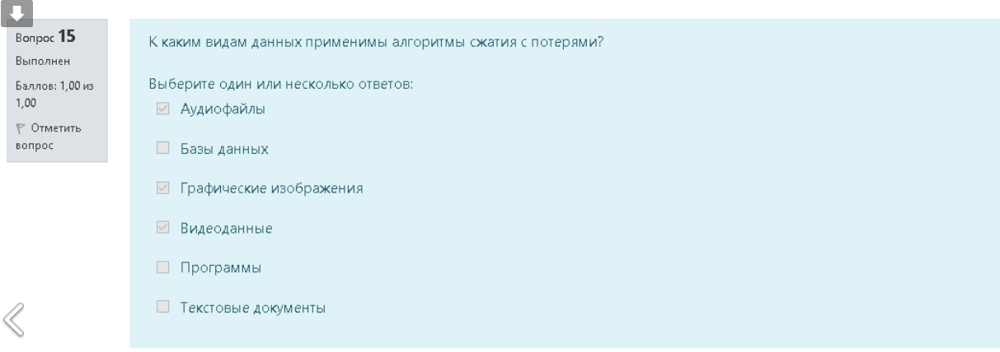 Вопрос 15
Выполнен
Баллов: 1,00 из
1,00
Отметить
вопрос
К каким видам данных применимы алгоритмы сжатия с потерями?
Выберите один или несколько ответов:
Аудиофайлы
Базы данных
Графические изображения
Видеоданные
Программы
Текстовые документы